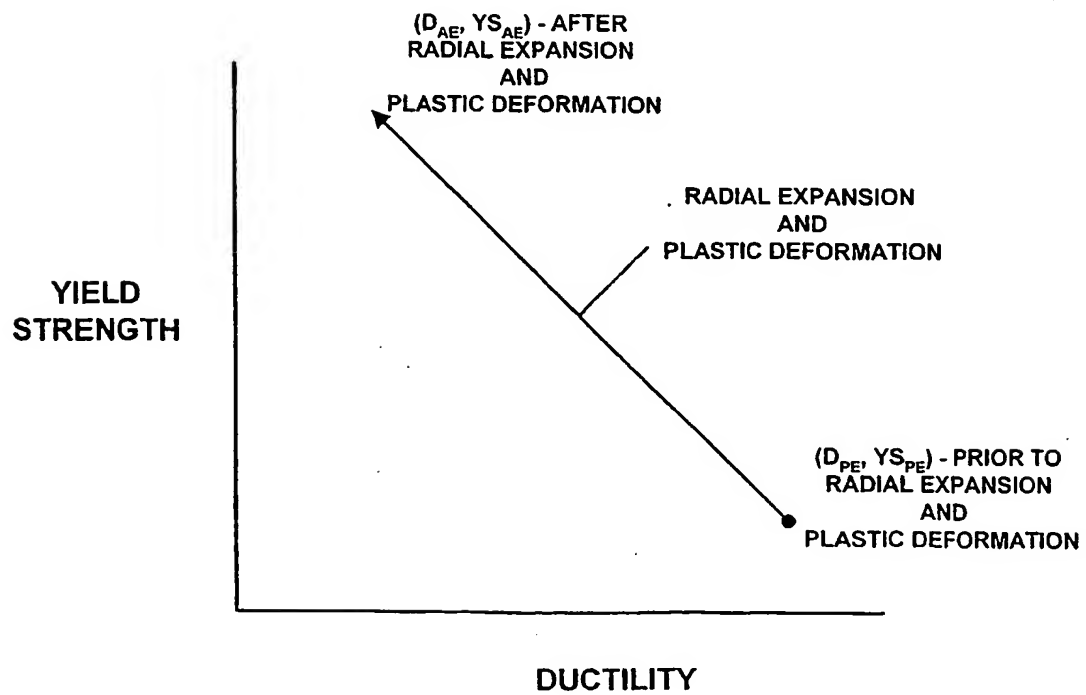 (D_AE, YS_AE) - AFTER
RADIAL EXPANSION
AND
PLASTIC DEFORMATION
RADIAL EXPANSION
AND
PLASTIC DEFORMATION
YIELD
STRENGTH
(D_PE, YS_PE) - PRIOR TO
RADIAL EXPANSION
AND
PLASTIC DEFORMATION
DUCTILITY